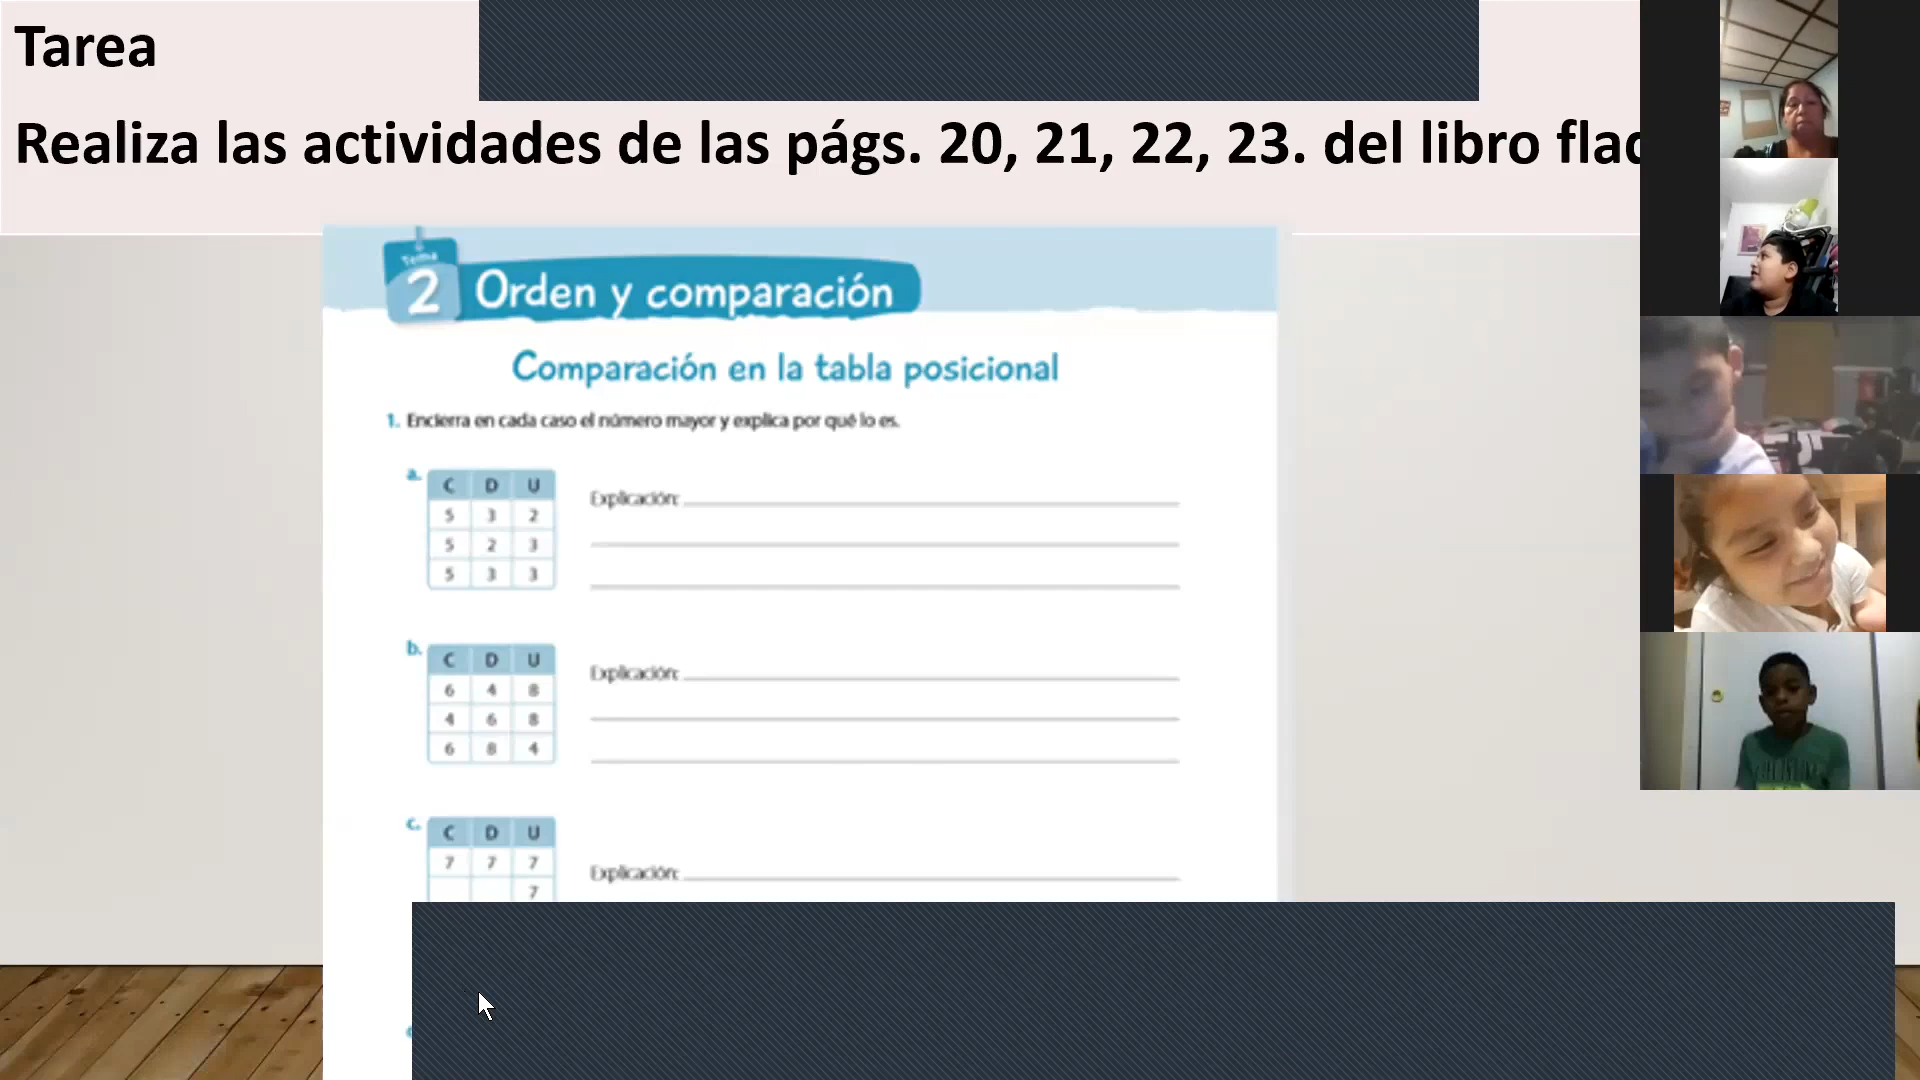 Tarea
Realiza las actividades de las págs. 20, 21, 22, 23. del libro flac
Tema
2 Orden y comparación
Comparación en la tabla posicional
1. Encierra en cada caso el número mayor y explica por qué lo es.
a.
C D U
5 3 2
5 2 3
5 3 3
Explicación:
b.
C D U
6 4 8
4 6 8
6 8 4
Explicación:
c.
C D U
7 7 7
7
Explicación: